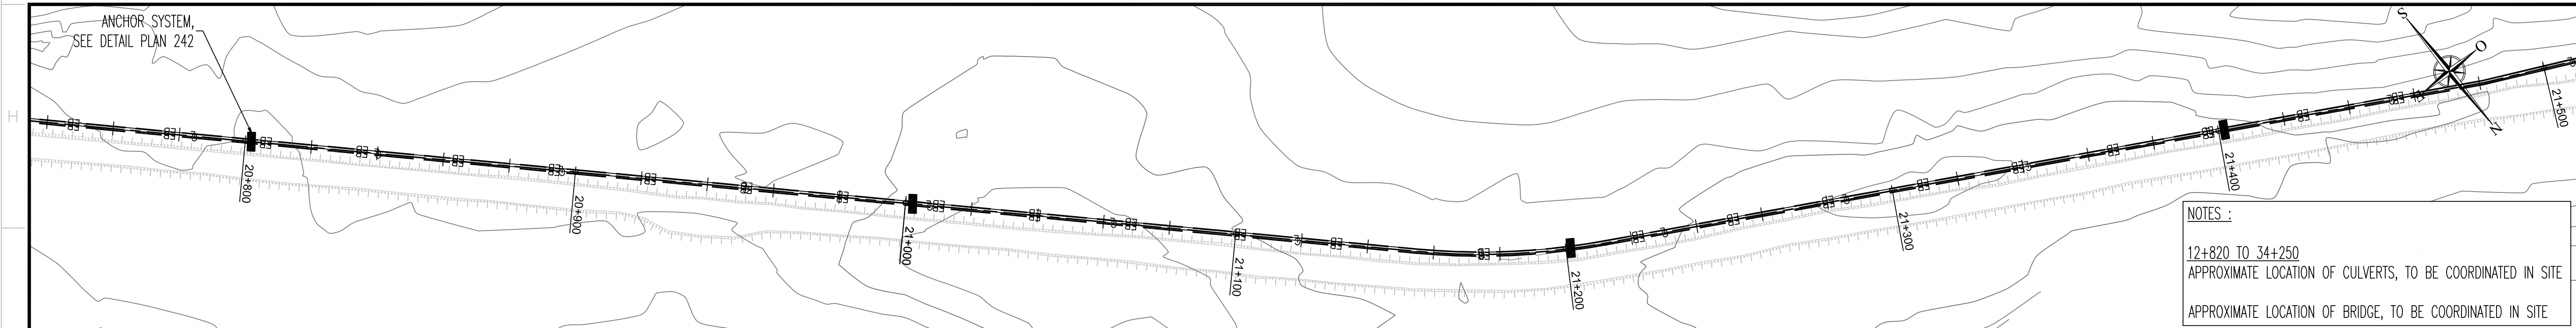 ANCHOR SYSTEM,
SEE DETAIL PLAN 242
H
20+800
20+900
21+000
21+100
21+200
21+300
21+400
21+500
S
O
N
NOTES :
12+820 TO 34+250
APPROXIMATE LOCATION OF CULVERTS, TO BE COORDINATED IN SITE
APPROXIMATE LOCATION OF BRIDGE, TO BE COORDINATED IN SITE